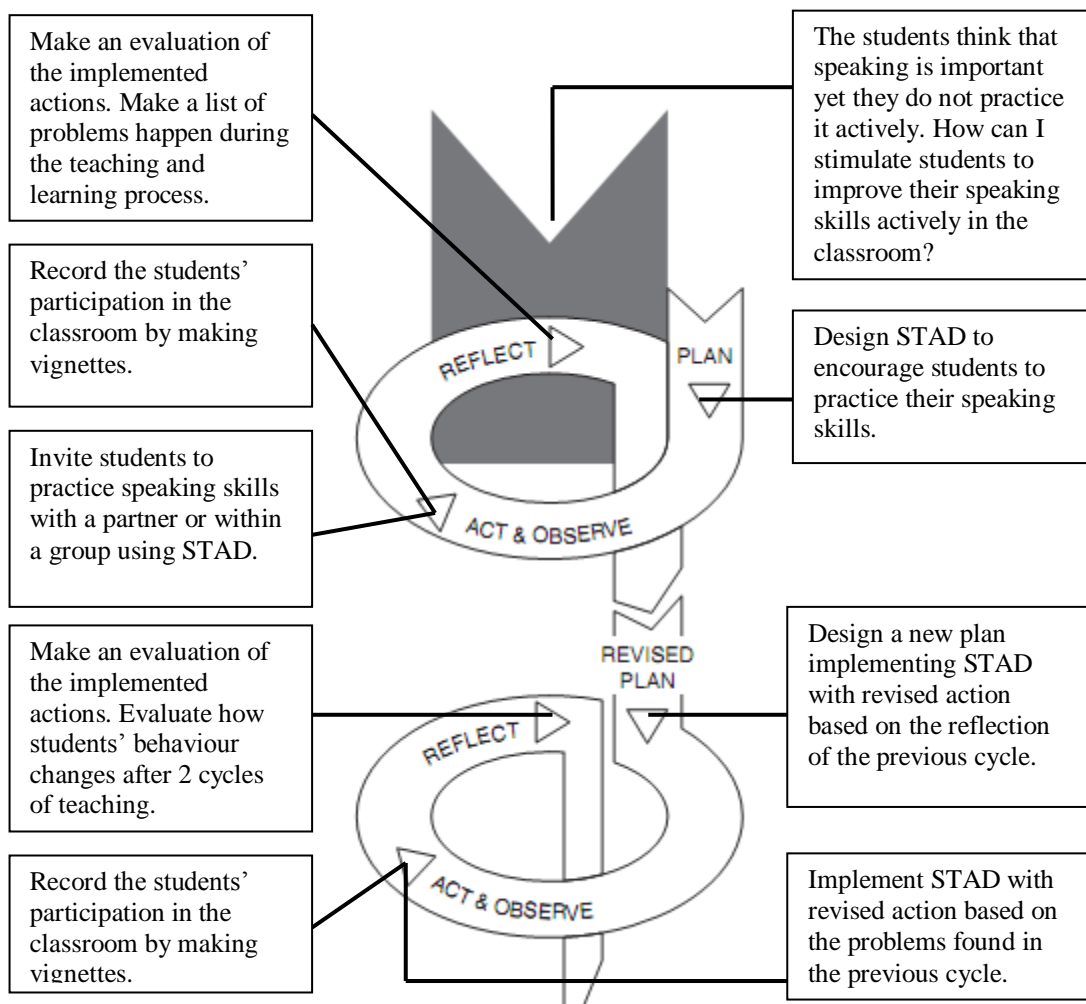 Make an evaluation of
the implemented
actions. Make a list of
problems happen during
the teaching and
learning process.
Record the students’
participation in the
classroom by making
vignettes.
Invite students to
practice speaking skills
with a partner or within
a group using STAD.
Make an evaluation of
the implemented
actions. Evaluate how
students’ behaviour
changes after 2 cycles
of teaching.
Record the students’
participation in the
classroom by making
vignettes.
REFLECT
PLAN
ACT & OBSERVE
REVISED
PLAN
REFLECT
ACT & OBSERVE
The students think that
speaking is important
yet they do not practice
it actively. How can I
stimulate students to
improve their speaking
skills actively in the
classroom?
Design STAD to
encourage students to
practice their speaking
skills.
Design a new plan
implementing STAD
with revised action
based on the reflection
of the previous cycle.
Implement STAD with
revised action based on
the problems found in
the previous cycle.